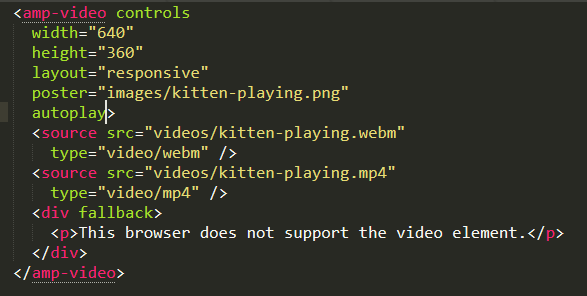 <amp-video controls
width="640"
height="360"
layout="responsive"
poster="images/kitten-playing.png"
autoplay>
<source src="videos/kitten-playing.webm"
type="video/webm" />
<source src="videos/kitten-playing.mp4"
type="video/mp4" />
<div fallback>
<p>This browser does not support the video element.</p>
</div>
</amp-video>